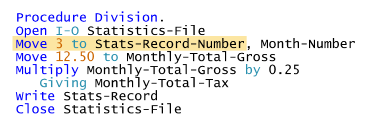 Procedure Division.
Open I-O Statistics-File
Move 3 to Stats-Record-Number, Month-Number
Move 12.50 to Monthly-Total-Gross
Multiply Monthly-Total-Gross by 0.25
Giving Monthly-Total-Tax
Write Stats-Record
Close Statistics-File